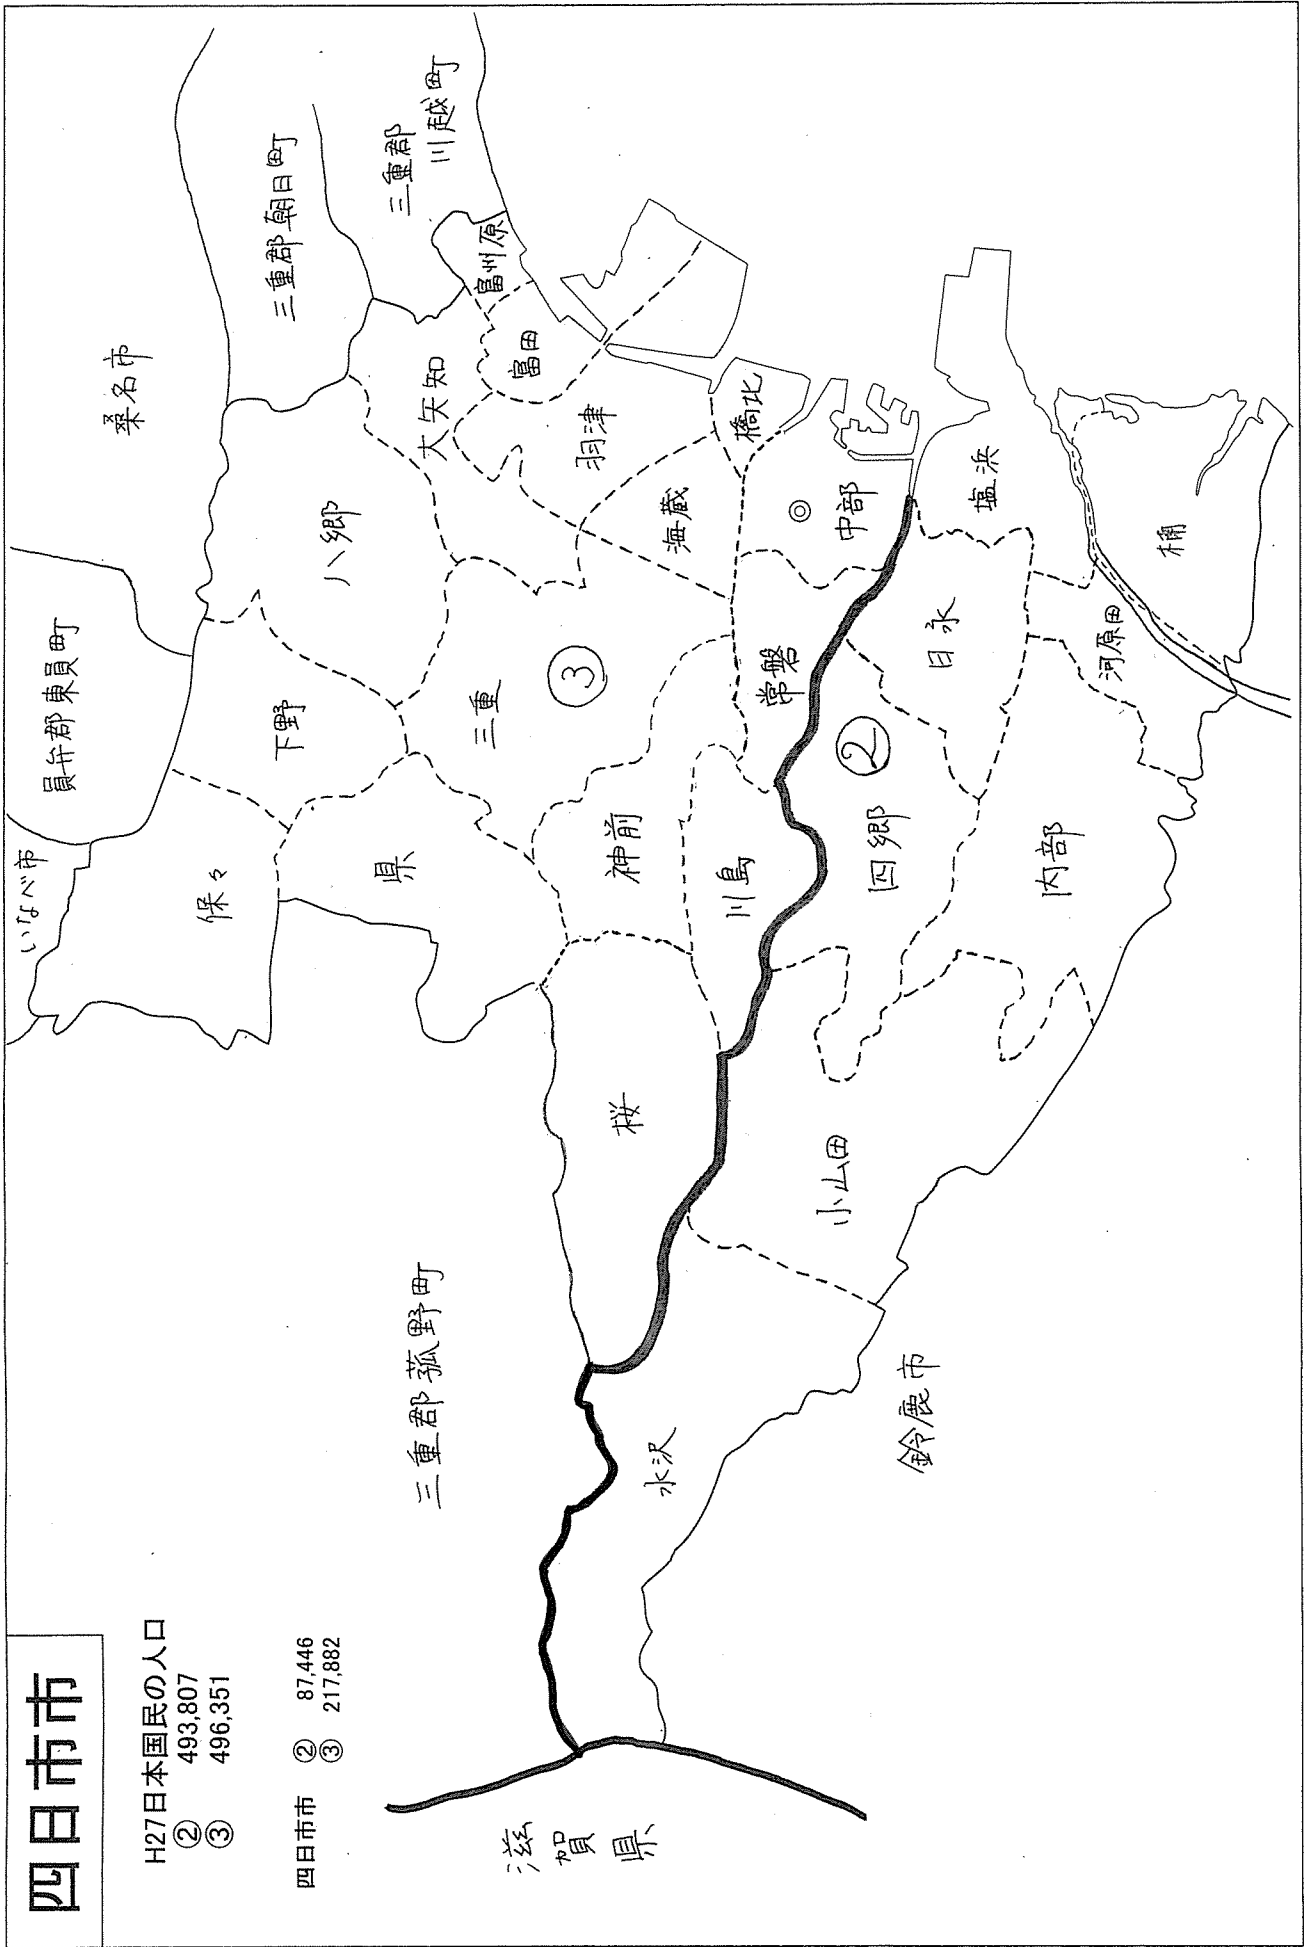 四日市市
H27日本国民の人口
② 493,807
③ 496,351
四日市市 ② 87,446
③ 217,882
滋賀県
三重郡菰野町
鈴鹿市
いなべ市
員弁郡東員町
桑名市
三重郡朝日町
三重郡
川越町
保々
下野
八郷
大矢知
富州原
富田
羽津
県
三重
③
海蔵
橋北
神前
常磐
中部
◎
桜
川島
②
四郷
日永
塩浜
水沢
小山田
内部
河原田
楠